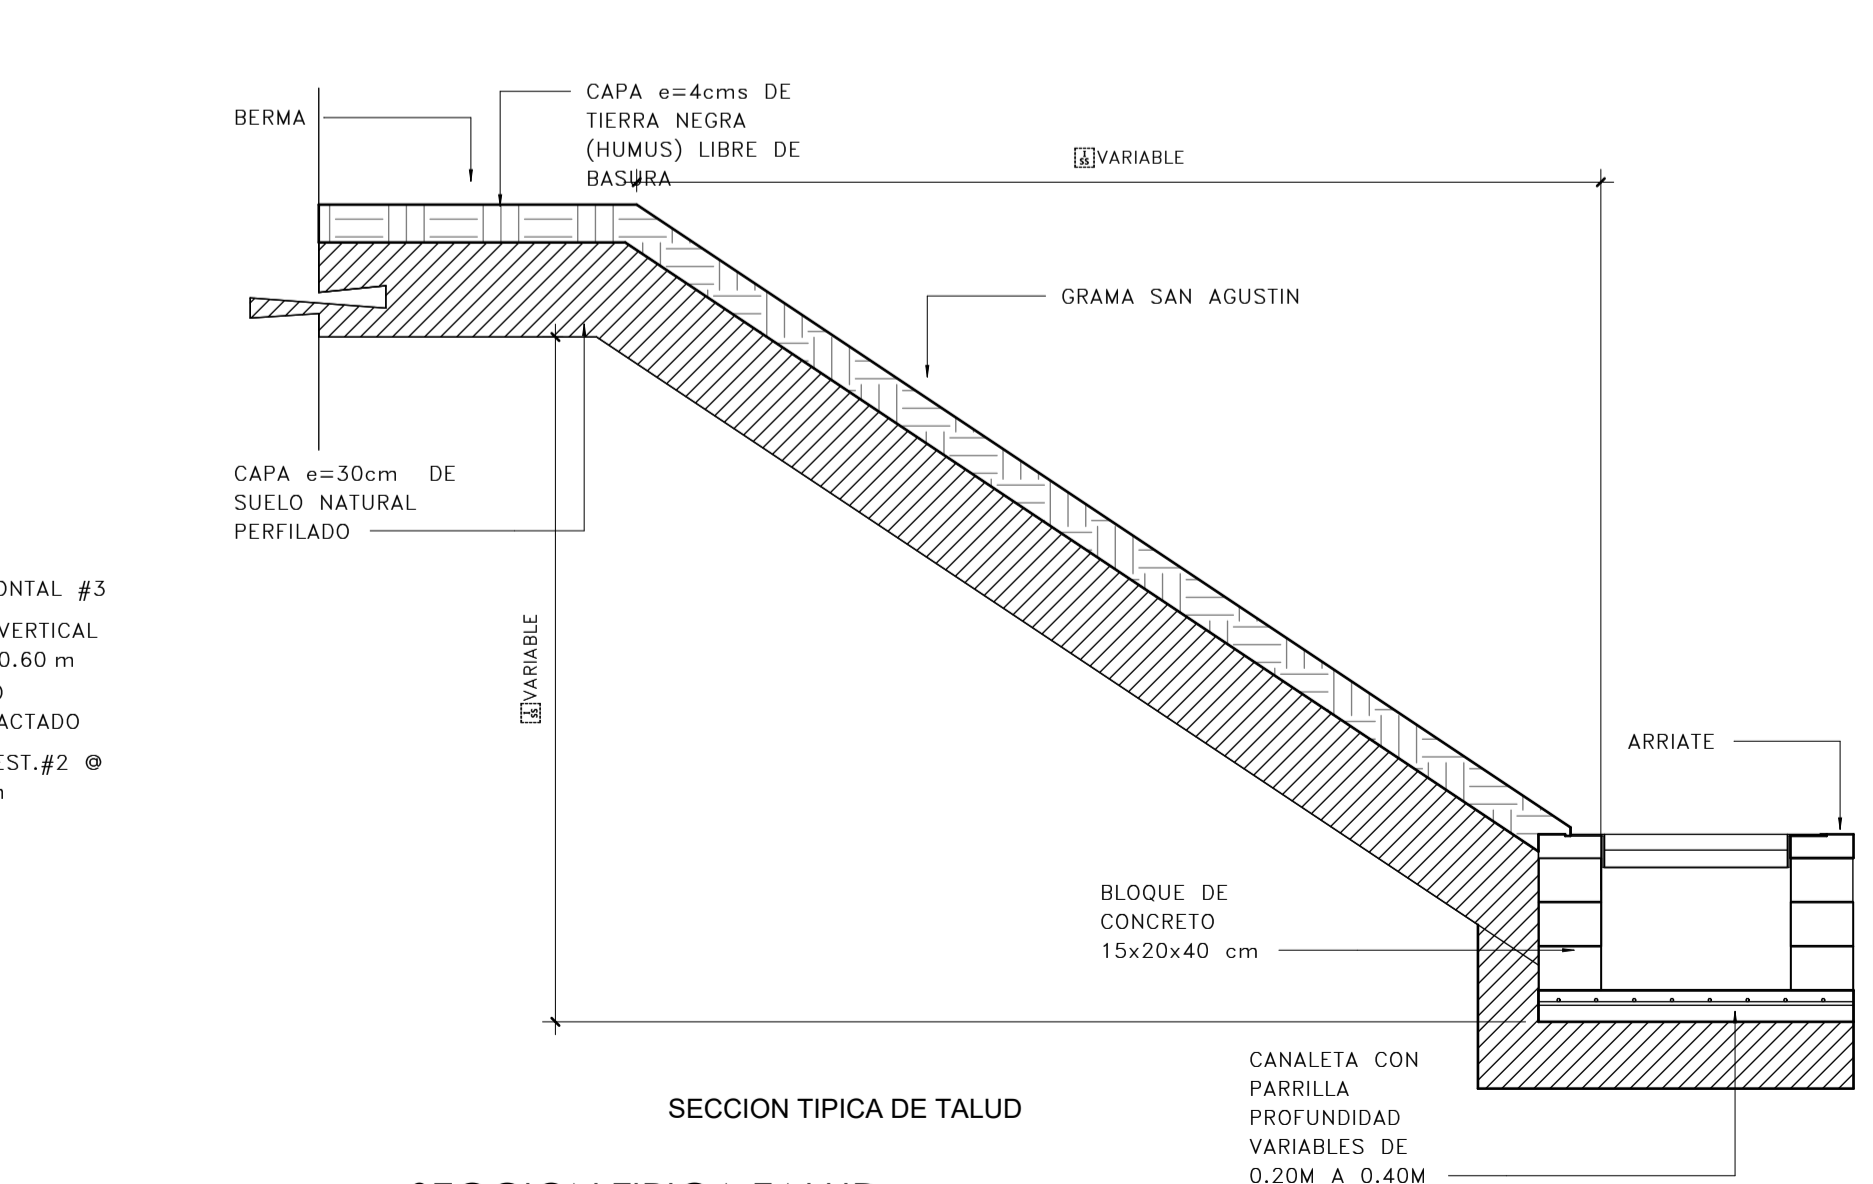 CAPA e=4cms DE
TIERRA NEGRA
(HUMUS) LIBRE DE
BASURA
BERMA
VARIABLE
GRAMA SAN AGUSTIN
CAPA e=30cm DE
SUELO NATURAL
PERFILADO
ONTAL #3
VERTICAL
0.60 m
ACTADO
EST.#2 @
VARIABLE
ARRIATE
BLOQUE DE
CONCRETO
15x20x40 cm
CANALETA CON
PARRILLA
PROFUNDIDAD
VARIABLES DE
0.20M A 0.40M
SECCION TIPICA DE TALUD